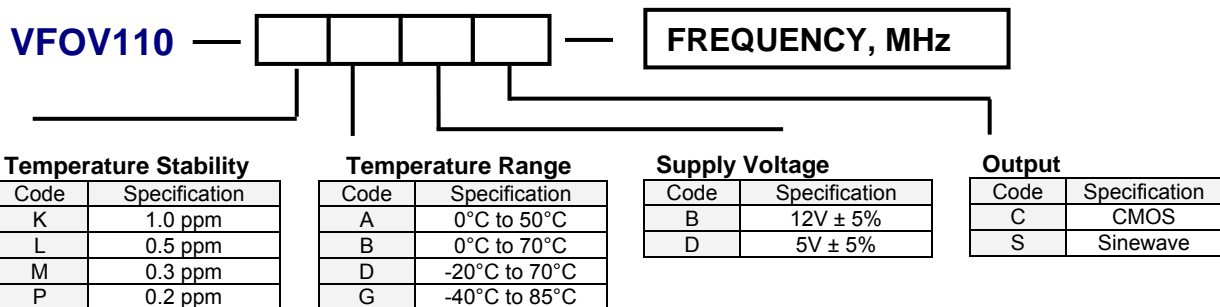 VFOV110 — — FREQUENCY, MHz
Temperature Stability
Code Specification
K 1.0 ppm
L 0.5 ppm
M 0.3 ppm
P 0.2 ppm
Temperature Range
Code Specification
A 0°C to 50°C
B 0°C to 70°C
D -20°C to 70°C
G -40°C to 85°C
Supply Voltage
Code Specification
B 12V ± 5%
D 5V ± 5%
Output
Code Specification
C CMOS
S Sinewave